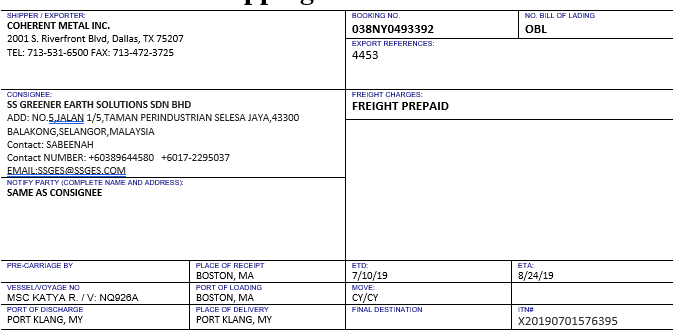 SHIPPER / EXPORTER:
COHERENT METAL INC.
2001 S. Riverfront Blvd, Dallas, TX 75207
TEL: 713-531-6500 FAX: 713-472-3725
BOOKING NO.
038NY0493392
NO. BILL OF LADING
OBL
EXPORT REFERENCES:
4453
CONSIGNEE:
SS GREENER EARTH SOLUTIONS SDN BHD
ADD: NO.5,JALAN 1/5,TAMAN PERINDUSTRIAN SELESA JAYA,43300
BALAKONG,SELANGOR,MALAYSIA
Contact: SABEENAH
Contact NUMBER: +60389644580 +6017-2295037
EMAIL:SSGES@SSGES.COM
FREIGHT CHARGES:
FREIGHT PREPAID
NOTIFY PARTY (COMPLETE NAME AND ADDRESS):
SAME AS CONSIGNEE
PRE-CARRIAGE BY
PLACE OF RECEIPT
BOSTON, MA
ETD:
7/10/19
ETA:
8/24/19
VESSEL/VOYAGE NO
MSC KATYA R. / V: NQ926A
PORT OF LOADING
BOSTON, MA
MOVE:
CY/CY
PORT OF DISCHARGE
PORT KLANG, MY
PLACE OF DELIVERY
PORT KLANG, MY
FINAL DESTINATION
ITN#
X20190701576395